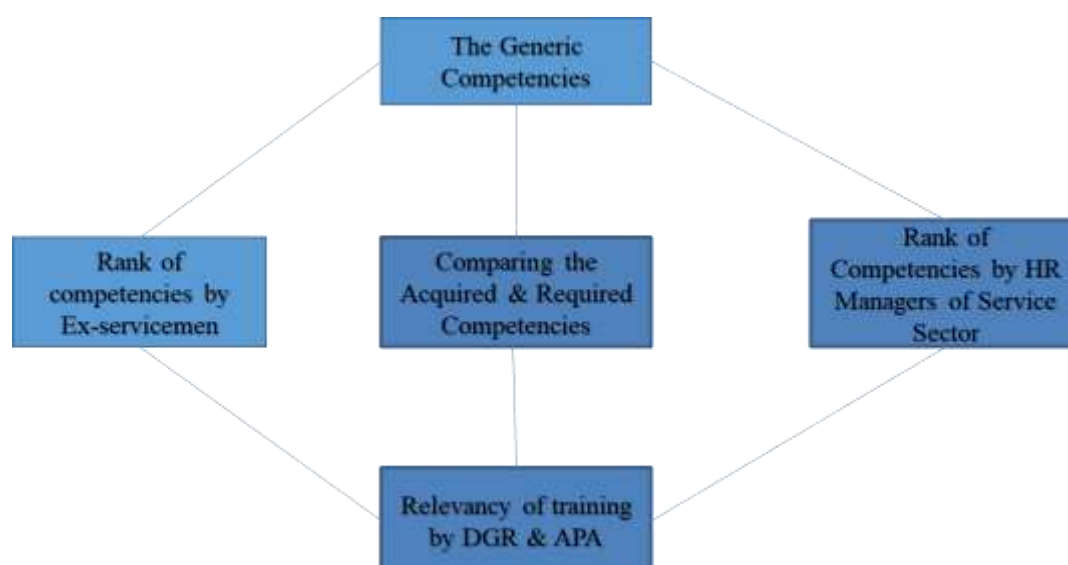 The Generic
Competencies
Rank of
competencies by
Ex-servicemen
Comparing the
Acquired & Required
Competencies
Rank of
Competencies by HR
Managers of Service
Sector
Relevancy of training
by DGR & APA